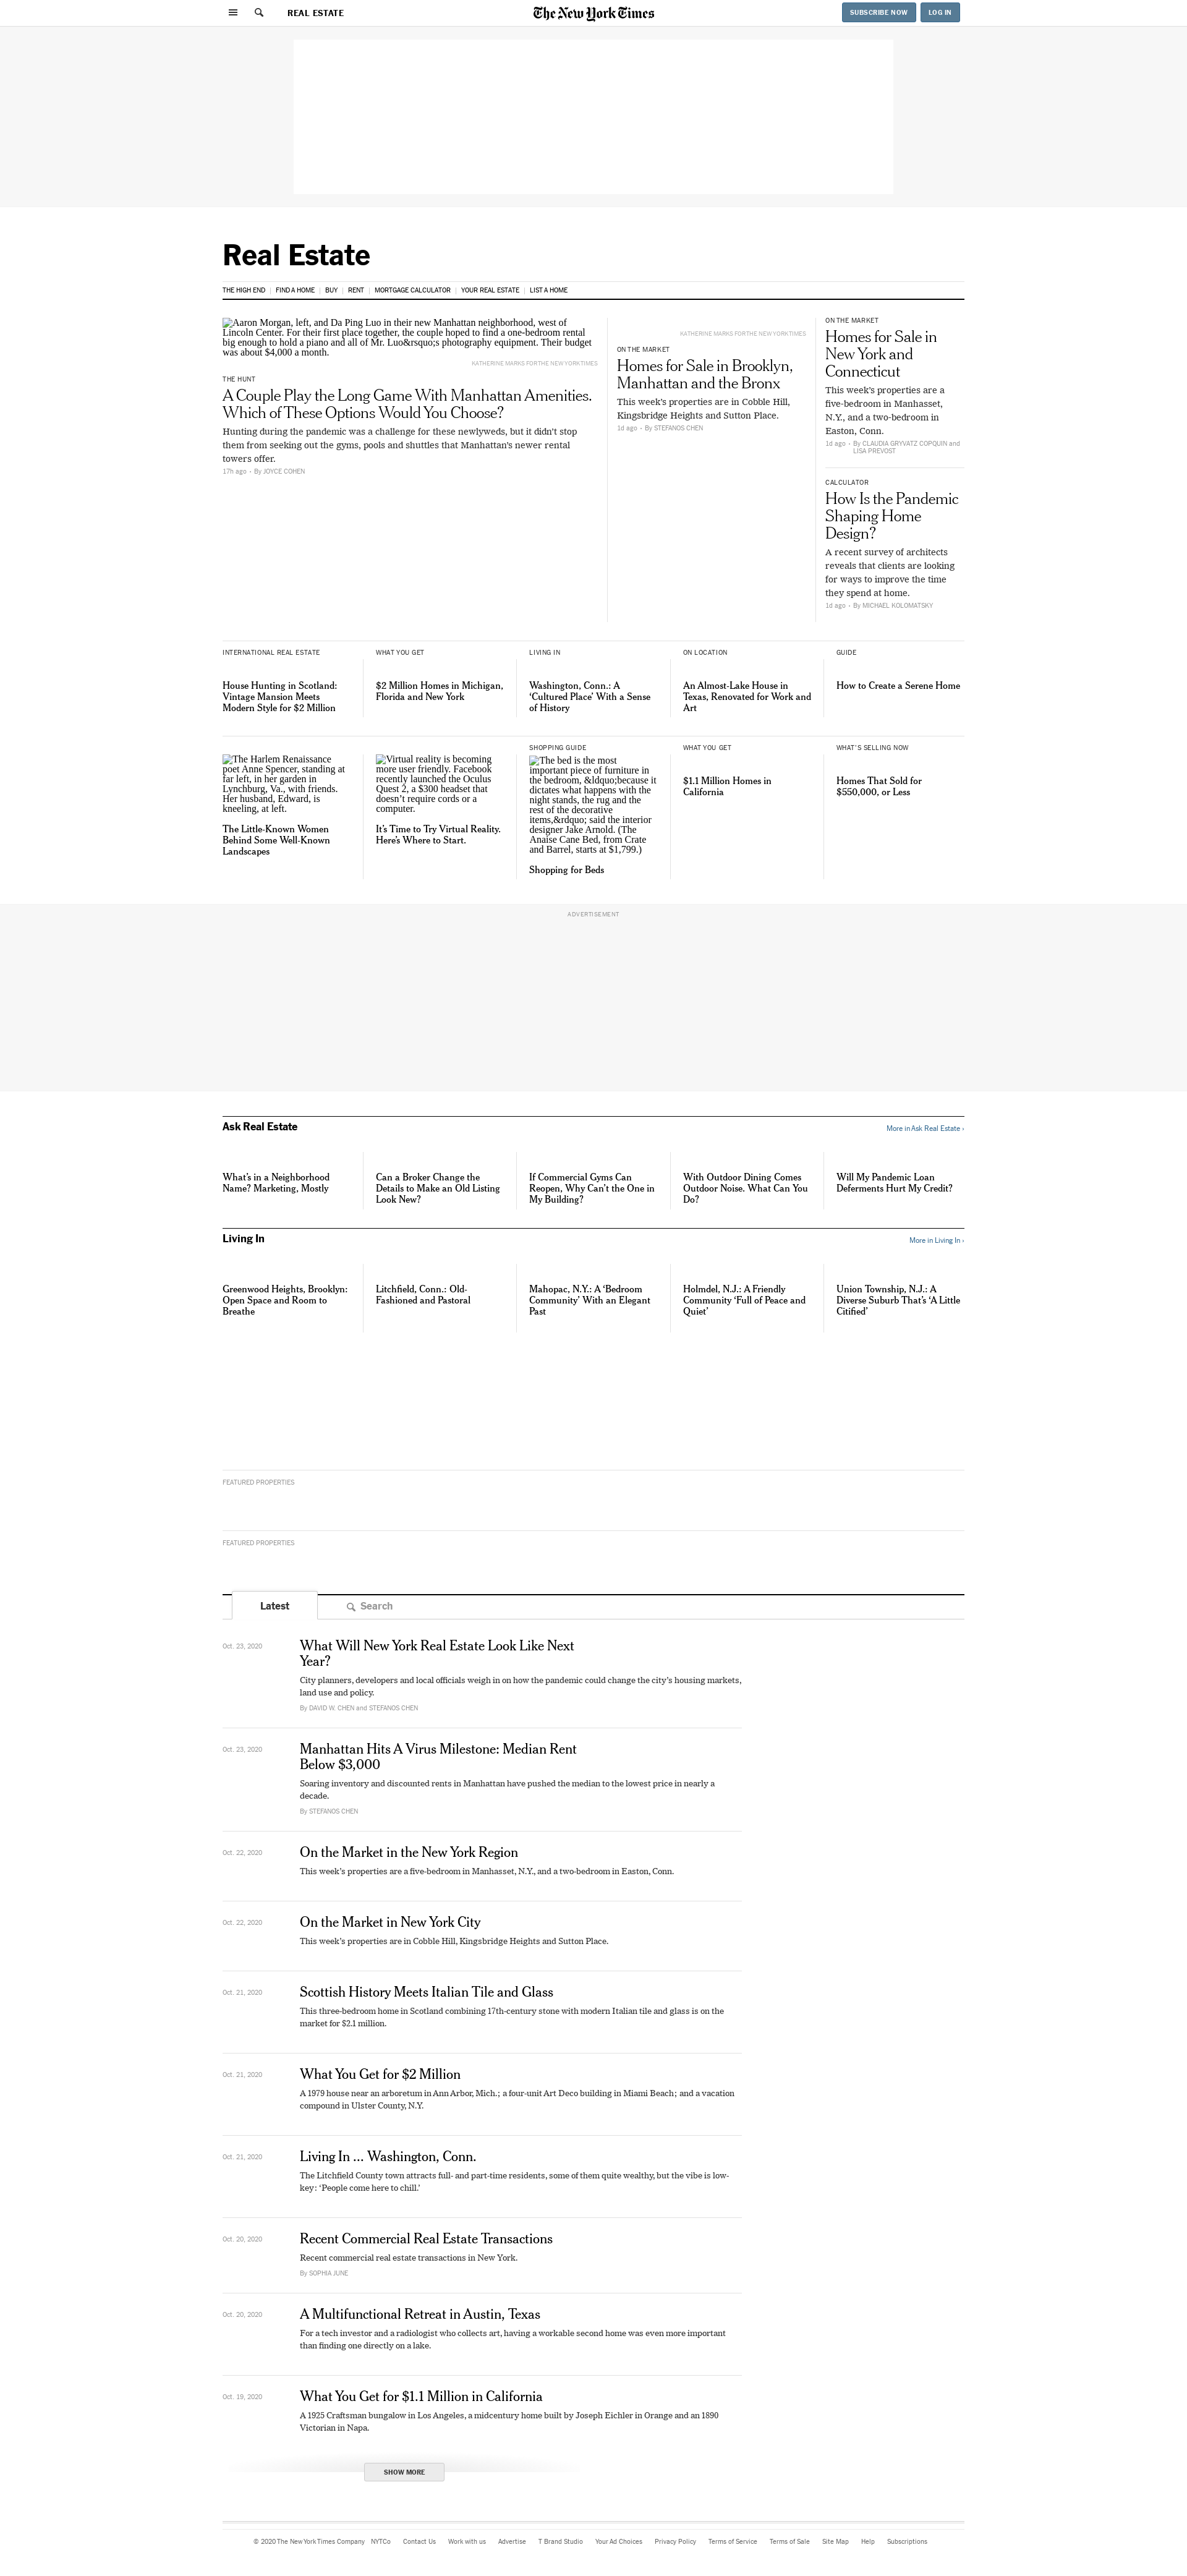 REAL ESTATE
The New York Times
SUBSCRIBE NOW
LOG IN
Real Estate
THE HIGH END | FIND A HOME | BUY | RENT | MORTGAGE CALCULATOR | YOUR REAL ESTATE | LIST A HOME
Aaron Morgan, left, and Da Ping Luo in their new Manhattan neighborhood, west of
Lincoln Center. For their first place together, the couple hoped to find a one-bedroom rental
big enough to hold a piano and all of Mr. Luo&rsquo;s photography equipment. Their budget
was about $4,000 a month.
KATHERINE MARKS FOR THE NEW YORK TIMES
THE HUNT
A Couple Play the Long Game With Manhattan Amenities.
Which of These Options Would You Choose?
Hunting during the pandemic was a challenge for these newlyweds, but it didn't stop
them from seeking out the gyms, pools and shuttles that Manhattan's newer rental
towers offer.
17h ago - By JOYCE COHEN
KATHERINE MARKS FOR THE NEW YORK TIMES
ON THE MARKET
Homes for Sale in Brooklyn,
Manhattan and the Bronx
This week's properties are in Cobble Hill,
Kingsbridge Heights and Sutton Place.
1d ago - By STEFANOS CHEN
ON THE MARKET
Homes for Sale in
New York and
Connecticut
This week's properties are a
five-bedroom in Manhasset,
N.Y., and a two-bedroom in
Easton, Conn.
1d ago - By CLAUDIA GRYVATZ COPQUIN and
LISA PREVOST
CALCULATOR
How Is the Pandemic
Shaping Home
Design?
A recent survey of architects
reveals that clients are looking
for ways to improve the time
they spend at home.
1d ago - By MICHAEL KOLOMATSKY
INTERNATIONAL REAL ESTATE
House Hunting in Scotland:
Vintage Mansion Meets
Modern Style for $2 Million
WHAT YOU GET
$2 Million Homes in Michigan,
Florida and New York
LIVING IN
Washington, Conn.: A
‘Cultured Place’ With a Sense
of History
ON LOCATION
An Almost-Lake House in
Texas, Renovated for Work and
Art
GUIDE
How to Create a Serene Home
The Harlem Renaissance
poet Anne Spencer, standing at
far left, in her garden in
Lynchburg, Va., with friends.
Her husband, Edward, is
kneeling, at left.
The Little-Known Women
Behind Some Well-Known
Landscapes
Virtual reality is becoming
more user friendly. Facebook
recently launched the Oculus
Quest 2, a $300 headset that
doesn’t require cords or a
computer.
It’s Time to Try Virtual Reality.
Here’s Where to Start.
SHOPPING GUIDE
The bed is the most
important piece of furniture in
the bedroom, &ldquo;because it
dictates what happens with the
night stands, the rug and the
rest of the decorative
items,&rdquo; said the interior
designer Jake Arnold. (The
Anaise Cane Bed, from Crate
and Barrel, starts at $1,799.)
Shopping for Beds
WHAT YOU GET
$1.1 Million Homes in
California
WHAT'S SELLING NOW
Homes That Sold for
$550,000, or Less
ADVERTISEMENT
Ask Real Estate
More in Ask Real Estate ›
What’s in a Neighborhood
Name? Marketing, Mostly
Can a Broker Change the
Details to Make an Old Listing
Look New?
If Commercial Gyms Can
Reopen, Why Can’t the One in
My Building?
With Outdoor Dining Comes
Outdoor Noise. What Can You
Do?
Will My Pandemic Loan
Deferments Hurt My Credit?
Living In
More in Living In ›
Greenwood Heights, Brooklyn:
Open Space and Room to
Breathe
Litchfield, Conn.: Old-
Fashioned and Pastoral
Mahopac, N.Y.: A ‘Bedroom
Community’ With an Elegant
Past
Holmdel, N.J.: A Friendly
Community ‘Full of Peace and
Quiet’
Union Township, N.J.: A
Diverse Suburb That’s ‘A Little
Citified’
FEATURED PROPERTIES
FEATURED PROPERTIES
Latest
Search
Oct. 23, 2020
What Will New York Real Estate Look Like Next
Year?
City planners, developers and local officials weigh in on how the pandemic could change the city’s housing markets,
land use and policy.
By DAVID W. CHEN and STEFANOS CHEN
Oct. 23, 2020
Manhattan Hits A Virus Milestone: Median Rent
Below $3,000
Soaring inventory and discounted rents in Manhattan have pushed the median to the lowest price in nearly a
decade.
By STEFANOS CHEN
Oct. 22, 2020
On the Market in the New York Region
This week’s properties are a five-bedroom in Manhasset, N.Y., and a two-bedroom in Easton, Conn.
Oct. 22, 2020
On the Market in New York City
This week’s properties are in Cobble Hill, Kingsbridge Heights and Sutton Place.
Oct. 21, 2020
Scottish History Meets Italian Tile and Glass
This three-bedroom home in Scotland combining 17th-century stone with modern Italian tile and glass is on the
market for $2.1 million.
Oct. 21, 2020
What You Get for $2 Million
A 1979 house near an arboretum in Ann Arbor, Mich.; a four-unit Art Deco building in Miami Beach; and a vacation
compound in Ulster County, N.Y.
Oct. 21, 2020
Living In ... Washington, Conn.
The Litchfield County town attracts full- and part-time residents, some of them quite wealthy, but the vibe is low-
key: ‘People come here to chill.’
Oct. 20, 2020
Recent Commercial Real Estate Transactions
Recent commercial real estate transactions in New York.
By SOPHIA JUNE
Oct. 20, 2020
A Multifunctional Retreat in Austin, Texas
For a tech investor and a radiologist who collects art, having a workable second home was even more important
than finding one directly on a lake.
Oct. 19, 2020
What You Get for $1.1 Million in California
A 1925 Craftsman bungalow in Los Angeles, a midcentury home built by Joseph Eichler in Orange and an 1890
Victorian in Napa.
SHOW MORE
© 2020 The New York Times Company NYTCo Contact Us Work with us Advertise T Brand Studio Your Ad Choices Privacy Policy Terms of Service Terms of Sale Site Map Help Subscriptions